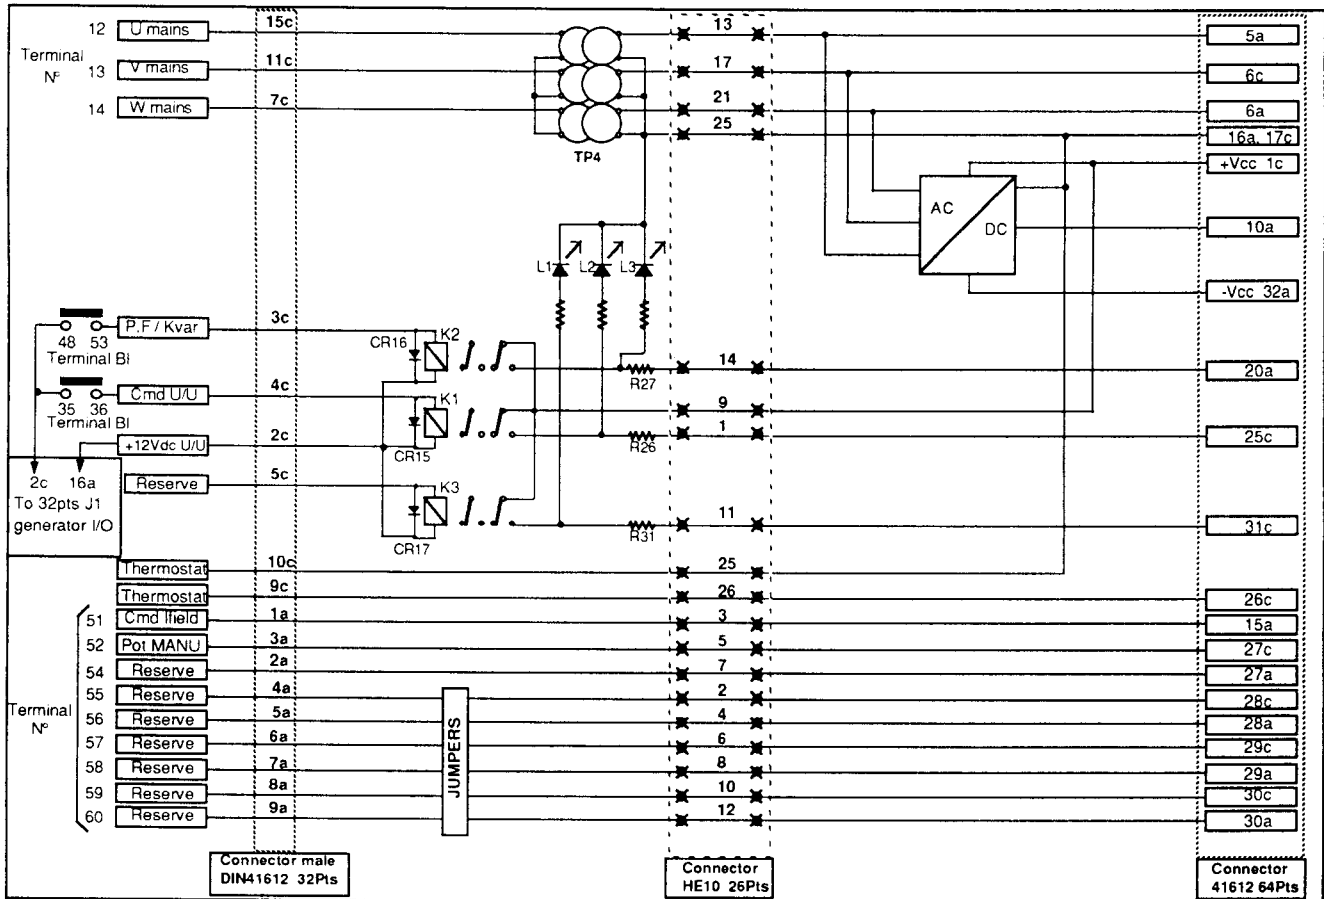 12 U mains 15c 13 5a
Terminal
Nº
13 V mains 11c 17 6c
14 W mains 7c 21 6a
25 16a, 17c
TP4
+Vcc 1c
AC
DC
10a
L1 L2 L3
-Vcc 32a
48 53
Terminal BI
P.F / Kvar 3c CR16 K2 14 20a
R27
35 36
Terminal BI
Cmd U/U 4c K1 9
1 25c
R26
+12Vdc U/U 2c CR15
2c 16a
To 32pts J1
generator I/O
Reserve 5c K3 11 31c
R31
CR17
Thermostat 10c 25
Thermostat 9c 26 26c
51 Cmd Ifield 1a 3 15a
52 Pot MANU 3a 5 27c
54 Reserve 2a 7 27a
55 Reserve 4a 2 28c
Terminal
Nº
56 Reserve 5a 4 28a
57 Reserve 6a 6 29c
58 Reserve 7a 8 29a
59 Reserve 8a 10 30c
60 Reserve 9a 12 30a
JUMPERS
Connector male
DIN41612 32Pts
Connector
HE10 26Pts
Connector
41612 64Pts